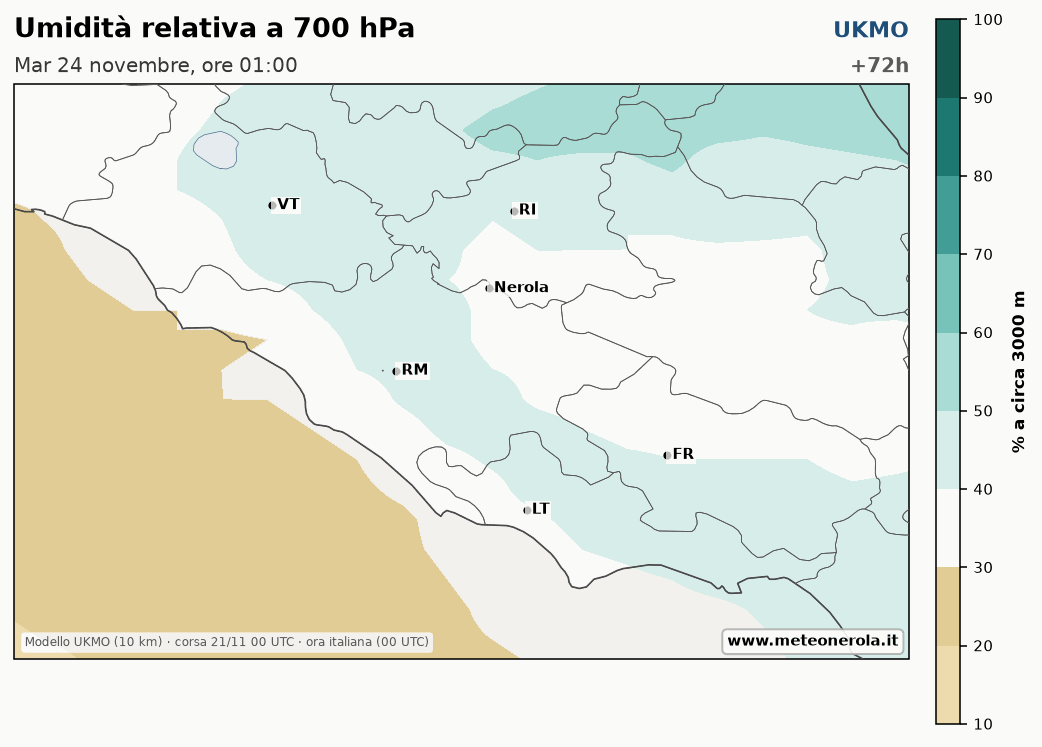 Umidità relativa a 700 hPa
UKMO
Mar 24 novembre, ore 01:00
+72h
100
90
80
70
60
50
40
30
20
10
% a circa 3000 m
VT
RI
Nerola
RM
FR
LT
Modello UKMO (10 km) · corsa 21/11 00 UTC · ora italiana (00 UTC)
www.meteonerola.it